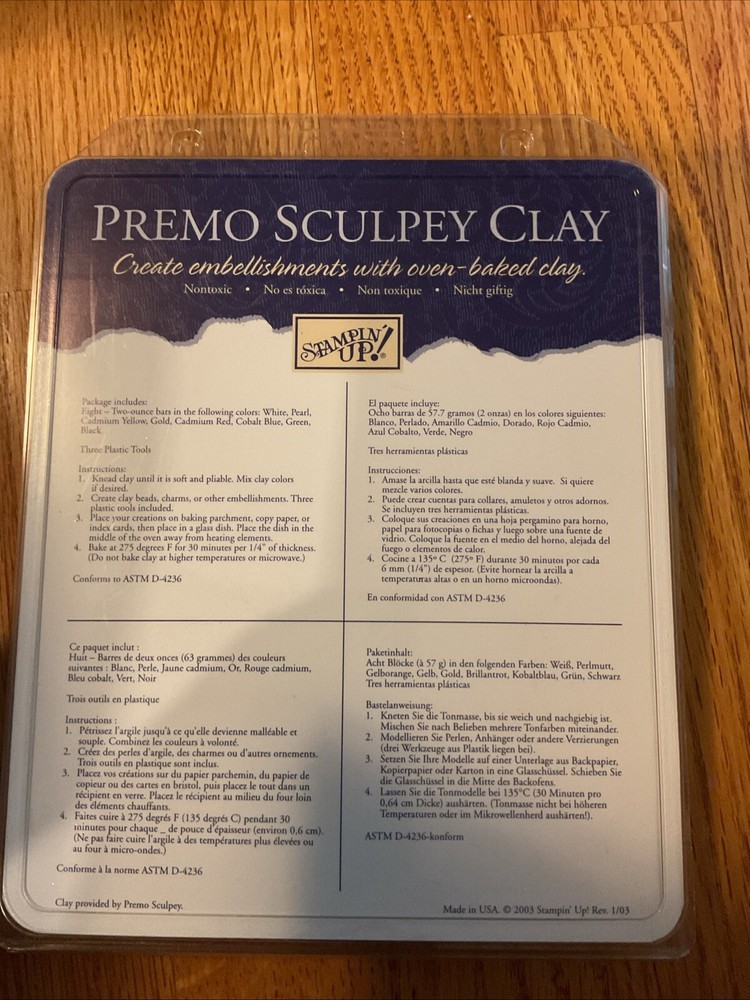 PREMO SCULPEY CLAY
Create embellishments with oven-baked clay.
Nontoxic • No es tóxica • Non toxique • Nicht giftig
STAMPIN' UP!®
Package includes:
Eight – Two-ounce bars in the following colors: White, Pearl,
Cadmium Yellow, Gold, Cadmium Red, Cobalt Blue, Green,
Black
Three Plastic Tools
Instructions:
1. Knead clay until it is soft and pliable. Mix clay colors
if desired.
2. Create clay beads, charms, or other embellishments. Three
plastic tools included.
3. Place your creations on baking parchment, copy paper, or
index cards, then place in a glass dish. Place the dish in the
middle of the oven away from heating elements.
4. Bake at 275 degrees F for 30 minutes per 1/4" of thickness.
(Do not bake clay at higher temperatures or microwave.)
Conforms to ASTM D-4236
El paquete incluye:
Ocho barras de 57.7 gramos (2 onzas) en los colores siguientes:
Blanco, Perlado, Amarillo Cadmio, Dorado, Rojo Cadmio,
Azul Cobalto, Verde, Negro
Tres herramientas plásticas
Instrucciones:
1. Amase la arcilla hasta que esté blanda y suave. Si quiere
mezcle varios colores.
2. Puede crear cuentas para collares, amuletos y otros adornos.
Se incluyen tres herramientas plásticas.
3. Coloque sus creaciones en una hoja pergamino para horno,
papel para fotocopias o fichas y luego sobre una fuente de
vidrio. Coloque la fuente en el medio del horno, alejada del
fuego o elementos de calor.
4. Cocine a 135º C (275º F) durante 30 minutos por cada
6 mm (1/4") de espesor. (Evite hornear la arcilla a
temperaturas altas o en un horno microondas).
En conformidad con ASTM D-4236
Ce paquet inclut :
Huit – Barres de deux onces (63 grammes) des couleurs
suivantes : Blanc, Perle, Jaune cadmium, Or, Rouge cadmium,
Bleu cobalt, Vert, Noir
Trois outils en plastique
Instructions :
1. Pétrissez l'argile jusqu'à ce qu'elle devienne malléable et
souple. Combinez les couleurs à volonté.
2. Créez des perles d'argile, des charmes ou d'autres ornements.
Trois outils en plastique sont inclus.
3. Placez vos créations sur du papier parchemin, du papier de
copieur ou des cartes en bristol, puis placez le tout dans un
récipient en verre. Placez le récipient au milieu du four loin
des éléments chauffants.
4. Faites cuire à 275 degrés F (135 degrés C) pendant 30
minutes pour chaque _ de pouce d'épaisseur (environ 0,6 cm).
(Ne pas faire cuire l'argile à des températures plus élevées ou
au four à micro-ondes.)
Conforme à la norme ASTM D-4236
Paketinhalt:
Acht Blöcke (à 57 g) in den folgenden Farben: Weiß, Perlmutt,
Gelborange, Gelb, Gold, Brillantrot, Kobaltblau, Grün, Schwarz
Tres herramientas plásticas
Bastelanweisung:
1. Kneten Sie die Tonmasse, bis sie weich und nachgiebig ist.
Mischen Sie nach Belieben mehrere Tonfarben miteinander.
2. Modellieren Sie Perlen, Anhänger oder andere Verzierungen
(drei Werkzeuge aus Plastik liegen bei).
3. Setzen Sie Ihre Modelle auf einer Unterlage aus Backpapier,
Kopierpapier oder Karton in eine Glasschüssel. Schieben Sie
die Glasschüssel in die Mitte des Backofens.
4. Lassen Sie die Tonmodelle bei 135°C (30 Minuten pro
0,64 cm Dicke) aushärten. (Tonmasse nicht bei höheren
Temperaturen oder im Mikrowellenherd aushärten!).
ASTM D-4236-konform
Clay provided by Premo Sculpey.
Made in USA. © 2003 Stampin' Up! Rev. 1/03